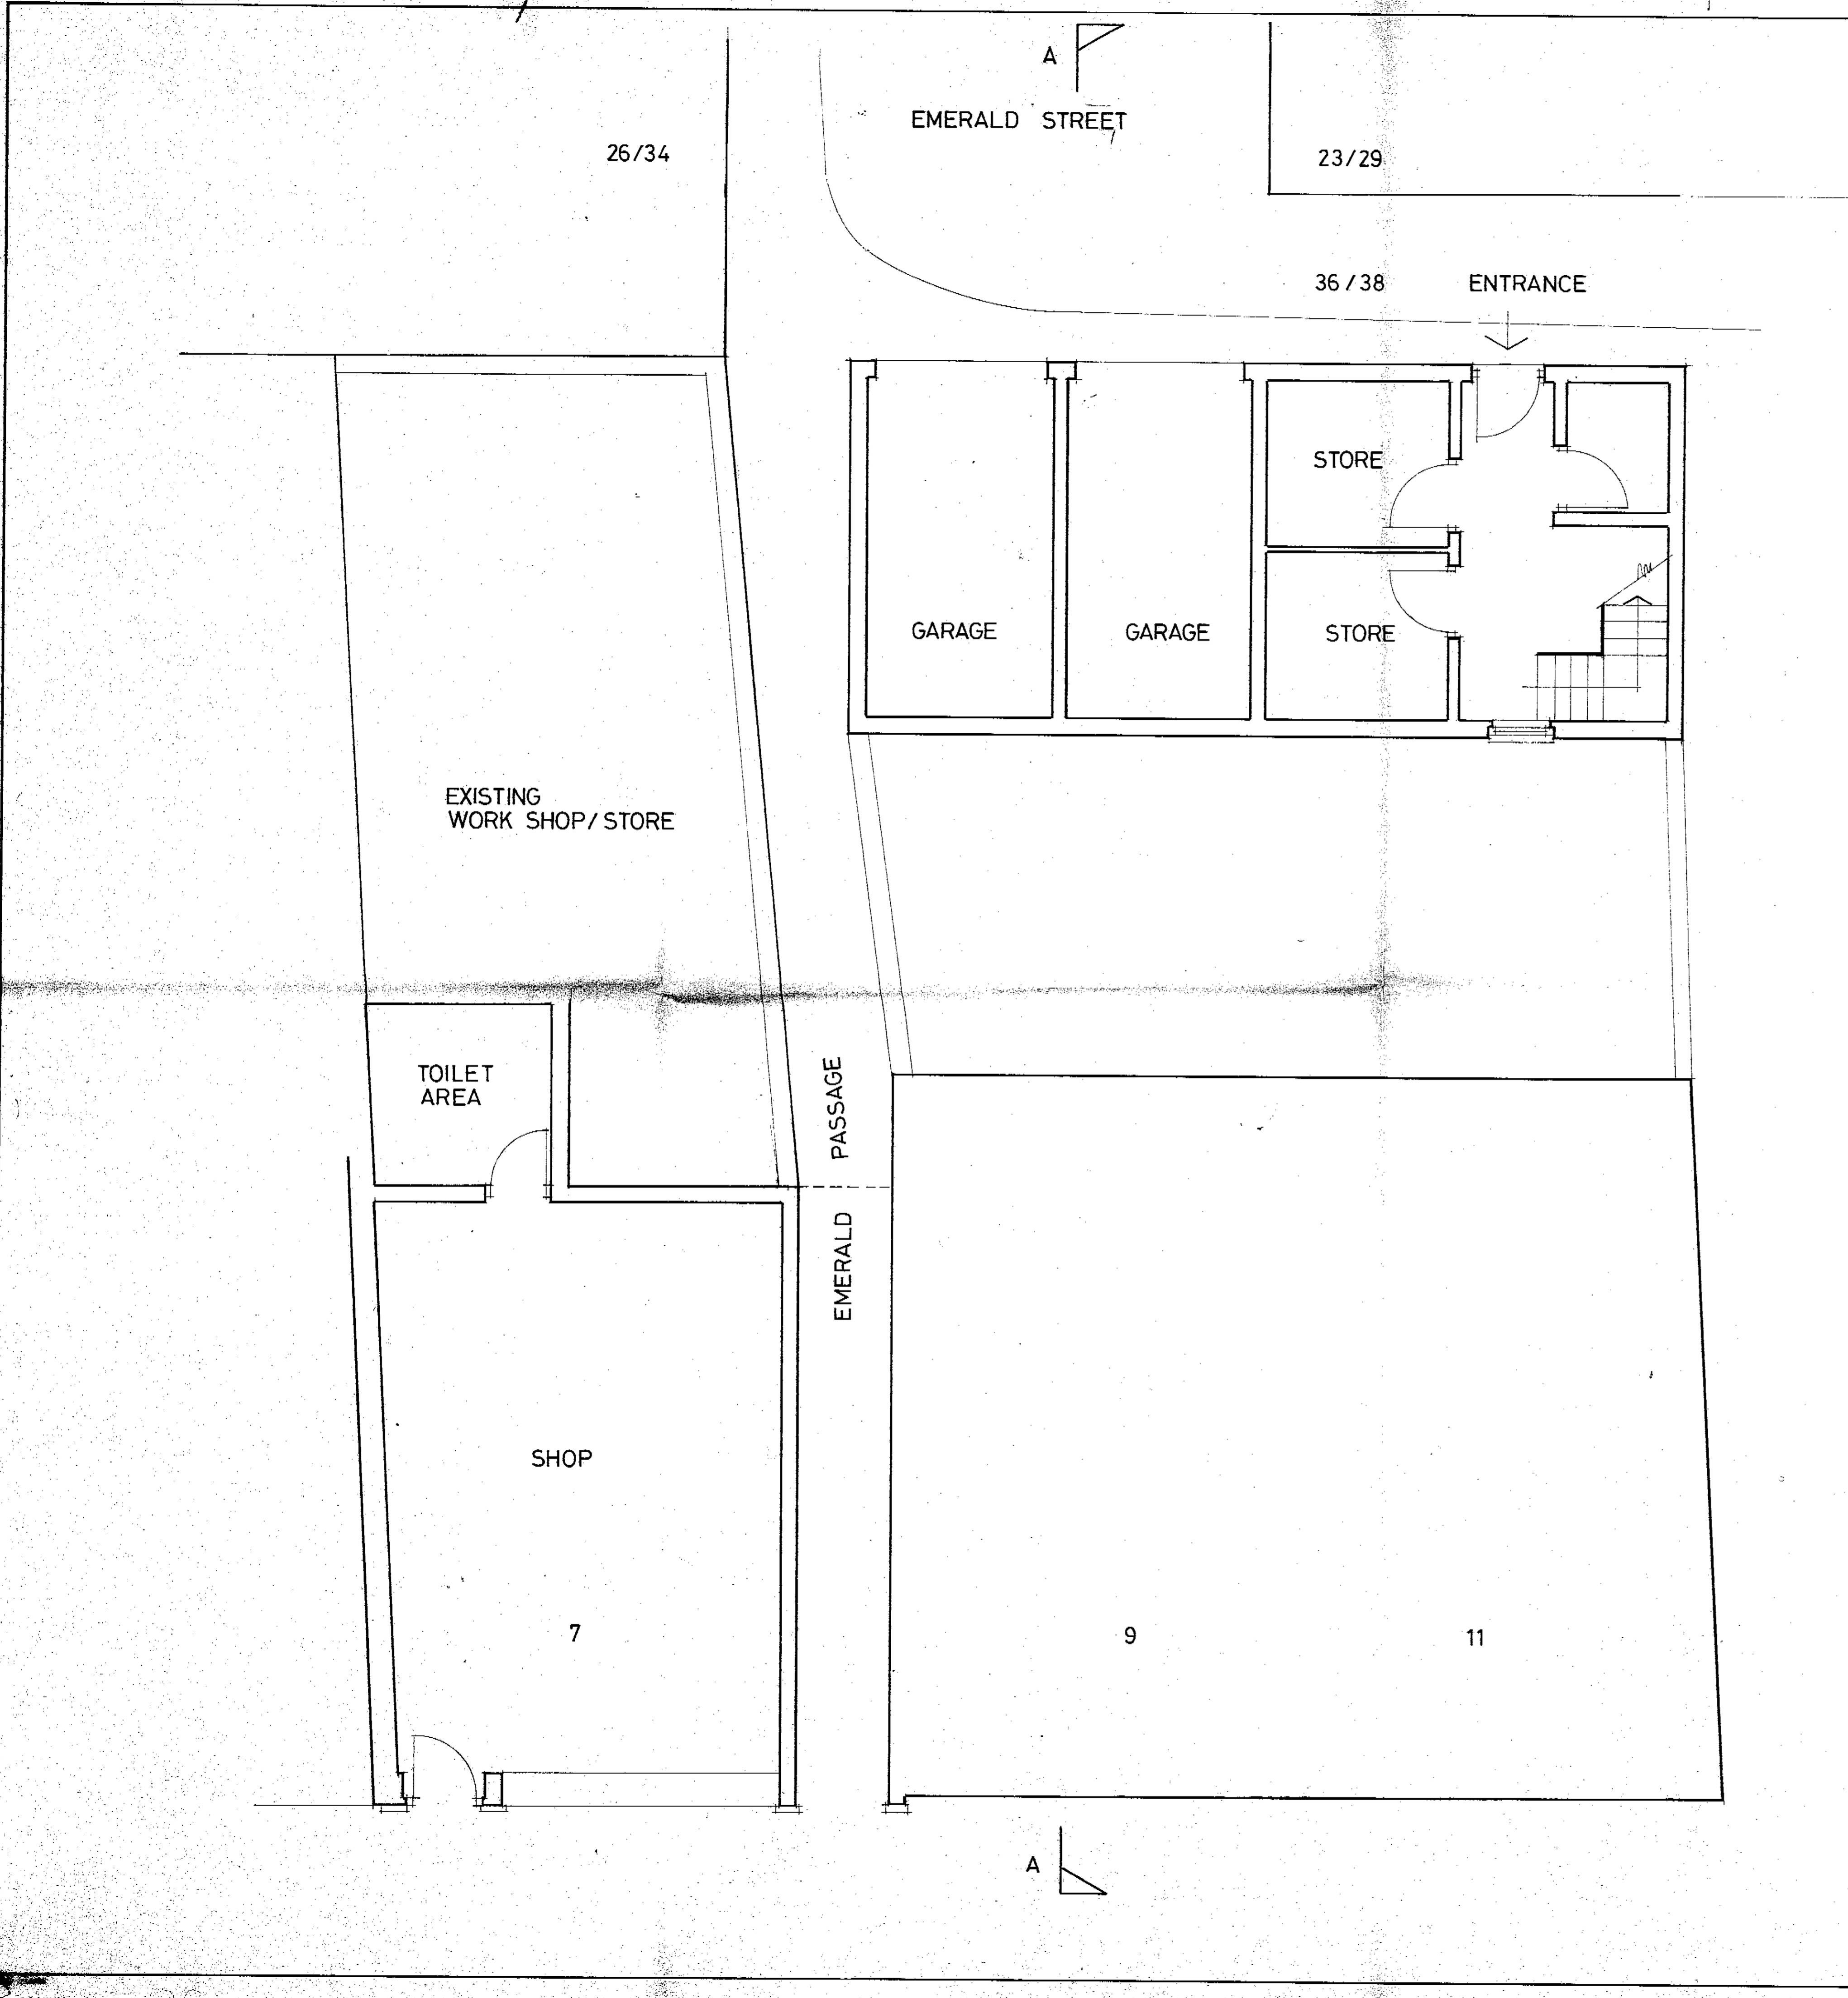 A
EMERALD STREET
26/34
23/29
36/38
ENTRANCE
STORE
GARAGE
GARAGE
STORE
EXISTING
WORK SHOP/STORE
TOILET
AREA
EMERALD PASSAGE
SHOP
7
9
11
A